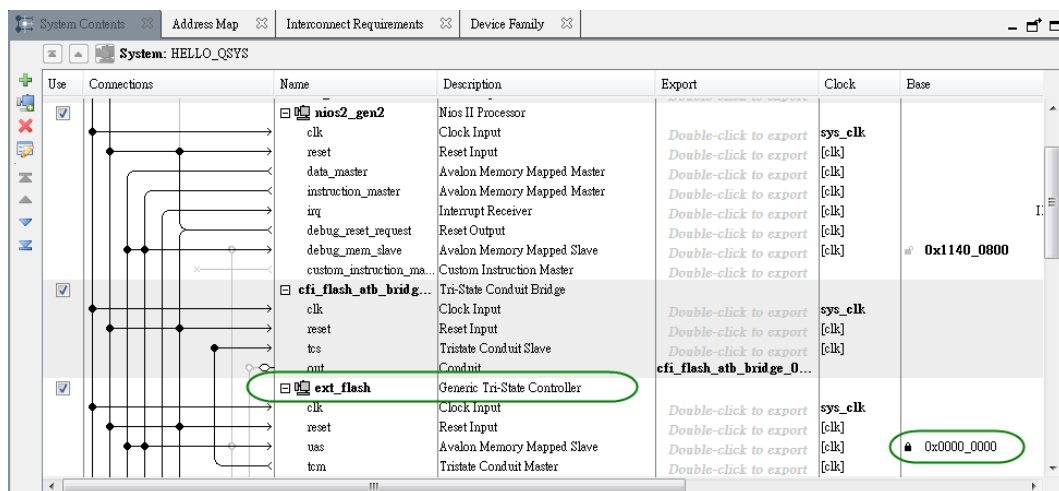 System Contents Address Map Interconnect Requirements Device Family
System: HELLO_QSYS
Use Connections Name Description Export Clock Base
nios2_gen2 Nios II Processor
clk Clock Input Double-click to export sys_clk
reset Reset Input Double-click to export [clk]
data_master Avalon Memory Mapped Master Double-click to export [clk]
instruction_master Avalon Memory Mapped Master Double-click to export [clk]
irq Interrupt Receiver Double-click to export [clk]
debug_reset_request Reset Output Double-click to export [clk]
debug_mem_slave Avalon Memory Mapped Slave Double-click to export [clk] 0x1140_0800
custom_instruction_ma... Custom Instruction Master Double-click to export
cfi_flash_atb_bridg... Tri-State Conduit Bridge
clk Clock Input Double-click to export sys_clk
reset Reset Input Double-click to export [clk]
tcs Tristate Conduit Slave Double-click to export [clk]
out Conduit cfi_flash_atb_bridge_0...
ext_flash Generic Tri-State Controller
clk Clock Input Double-click to export sys_clk
reset Reset Input Double-click to export [clk]
uas Avalon Memory Mapped Slave Double-click to export [clk] 0x0000_0000
tcm Tristate Conduit Master Double-click to export [clk]